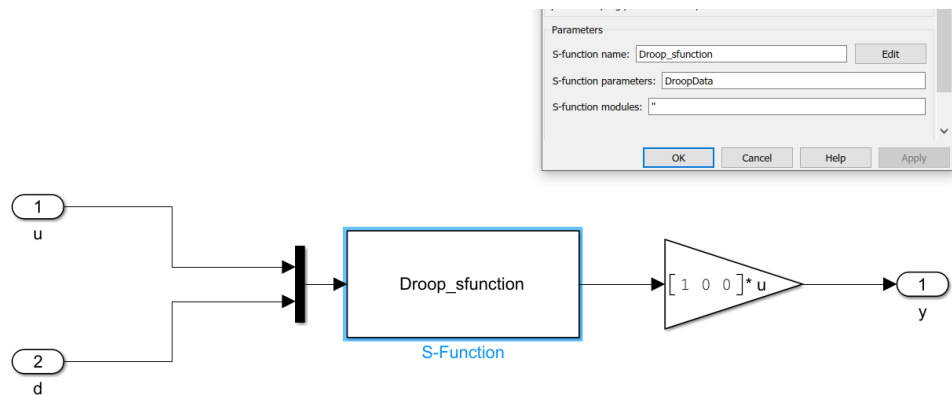 Parameters
S-function name: Droop_sfunction Edit
S-function parameters: DroopData
S-function modules: "
OK Cancel Help Apply
1
u
Droop_sfunction
S-Function
[ 1 0 0 ]* u
1
y
2
d